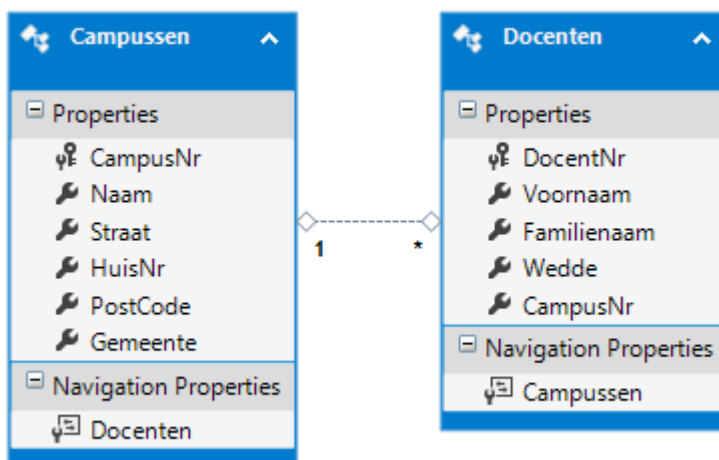 Campussen
Properties
CampusNr
Naam
Straat
HuisNr
PostCode
Gemeente
Navigation Properties
Docenten
1
*
Docenten
Properties
DocentNr
Voornaam
Familienaam
Wedde
CampusNr
Navigation Properties
Campussen